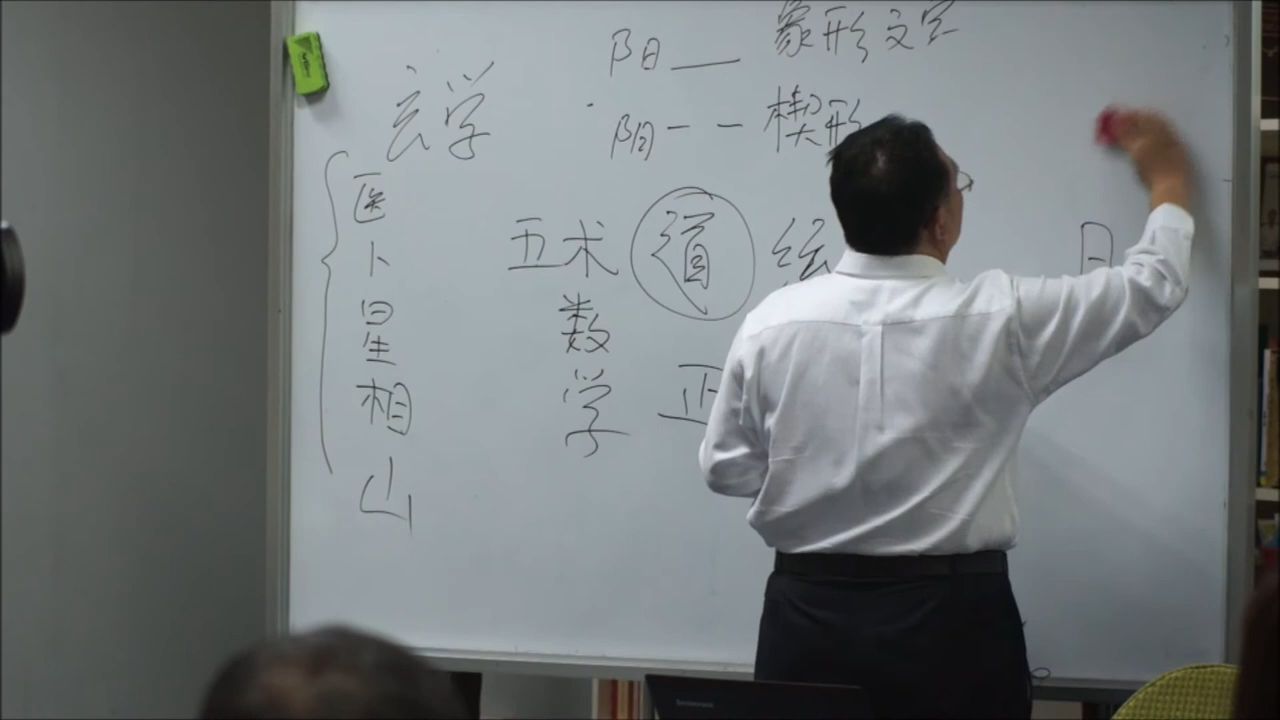 阳 — 象形文字
玄学
阴 - - 楔形
医
卜
星
相
山
五术 道
数
学
lenovo